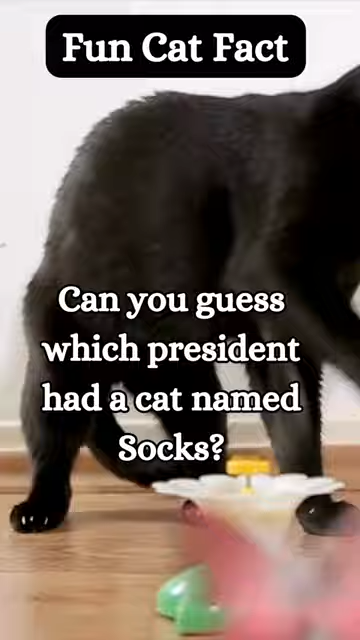 Fun Cat Fact
Can you guess
which president
had a cat named
Socks?